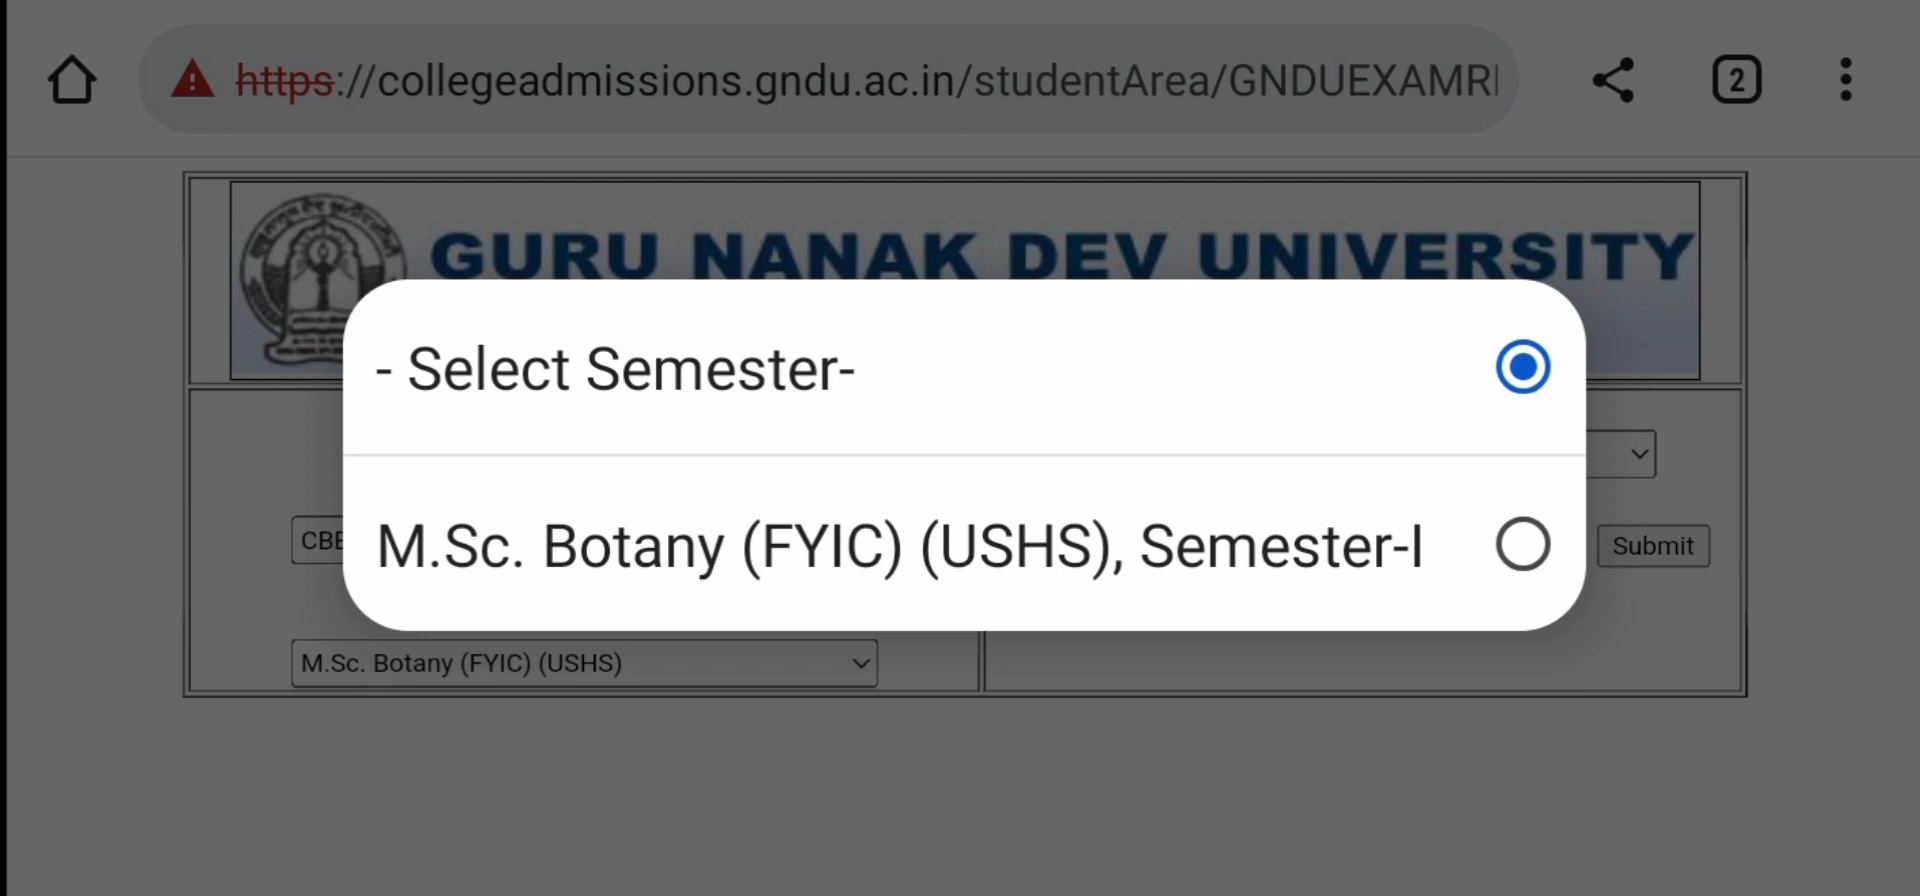 https://collegeadmissions.gndu.ac.in/studentArea/GNDUEXAMR
2
GURU NANAK DEV UNIVERSITY
- Select Semester-
M.Sc. Botany (FYIC) (USHS), Semester-I
CBE
Submit
M.Sc. Botany (FYIC) (USHS)